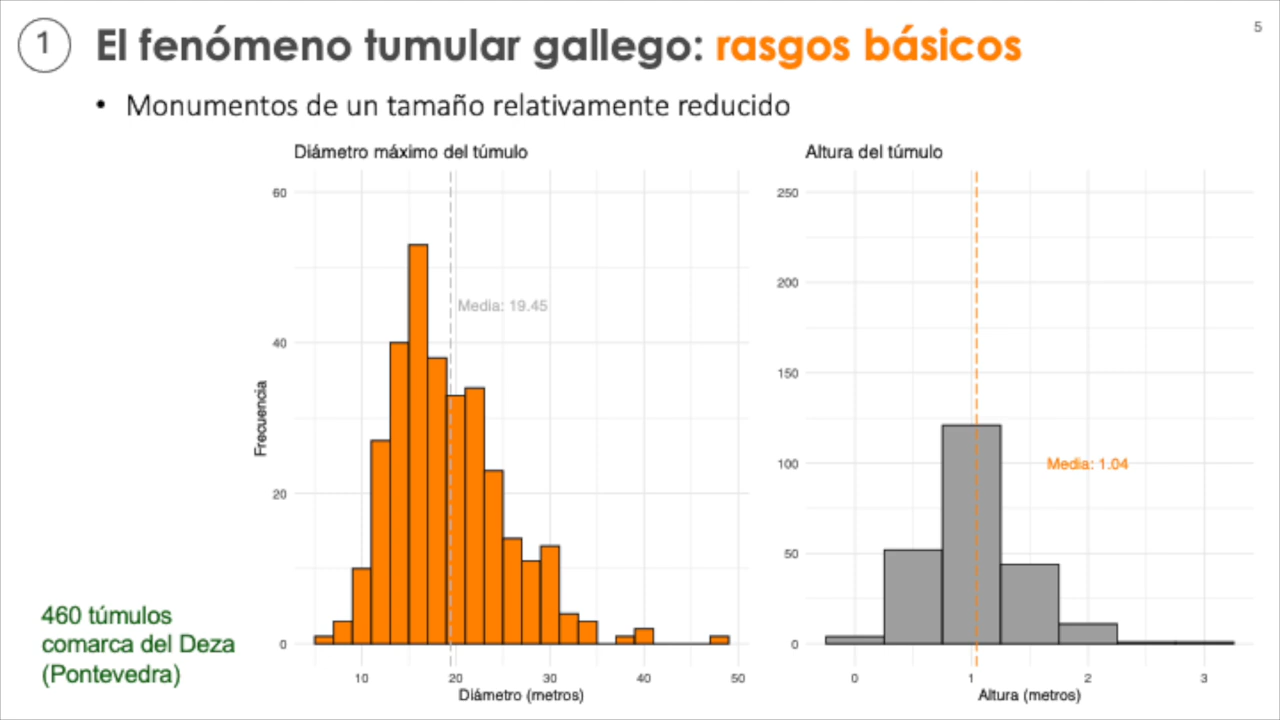 1
El fenómeno tumular gallego: rasgos básicos
5
• Monumentos de un tamaño relativamente reducido
Diámetro máximo del túmulo
60
40
20
0
Frecuencia
Media: 19.45
10
20
30
40
50
Diámetro (metros)
Altura del túmulo
250
200
150
100
50
0
Media: 1.04
0
1
2
3
Altura (metros)
460 túmulos
comarca del Deza
(Pontevedra)